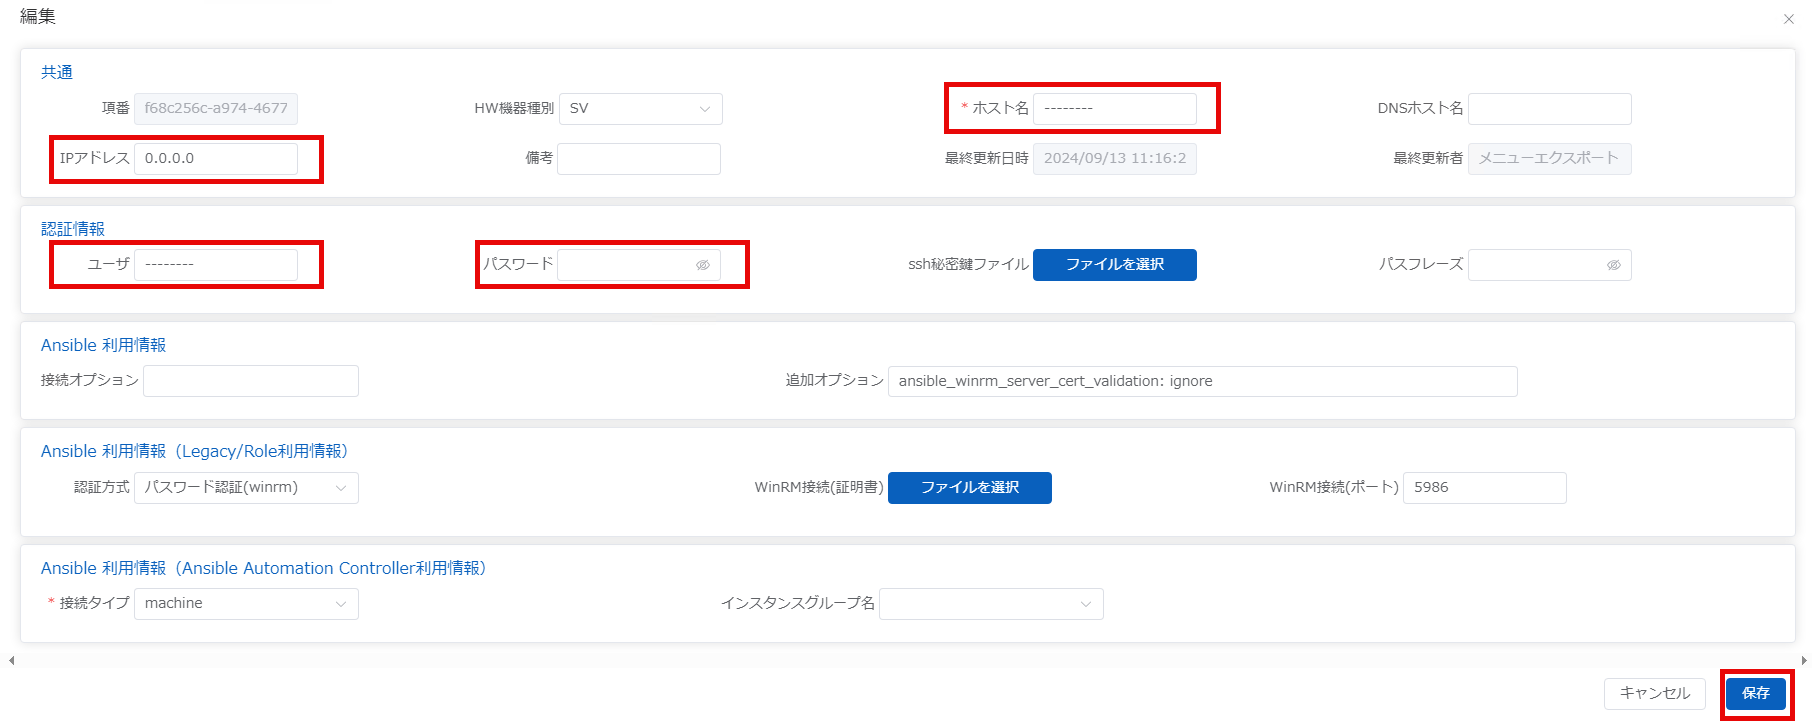 編集
共通
項番 f68c256c-a974-4677
HW機器種別 SV
* ホスト名 --------
DNSホスト名
IPアドレス 0.0.0.0
備考
最終更新日時 2024/09/13 11:16:2
最終更新者 メニューエクスポート
認証情報
ユーザ --------
パスワード
ssh秘密鍵ファイル ファイルを選択
パスフレーズ
Ansible 利用情報
接続オプション
追加オプション ansible_winrm_server_cert_validation: ignore
Ansible 利用情報（Legacy/Role利用情報）
認証方式 パスワード認証(winrm)
WinRM接続(証明書) ファイルを選択
WinRM接続(ポート) 5986
Ansible 利用情報（Ansible Automation Controller利用情報）
* 接続タイプ machine
インスタンスグループ名
キャンセル 保存